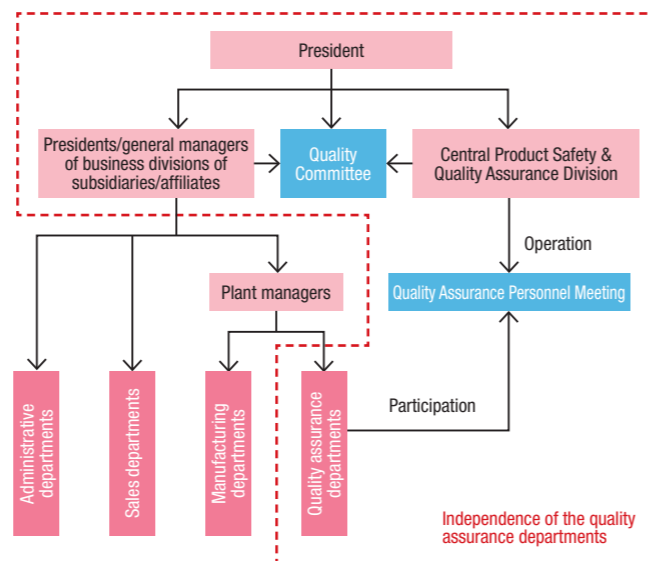 President
Presidents/general managers
of business divisions of
subsidiaries/affiliates
Quality
Committee
Central Product Safety &
Quality Assurance Division
Operation
Plant managers
Quality Assurance Personnel Meeting
Administrative
departments
Sales departments
Manufacturing
departments
Quality assurance
departments
Participation
Independence of the quality
assurance departments